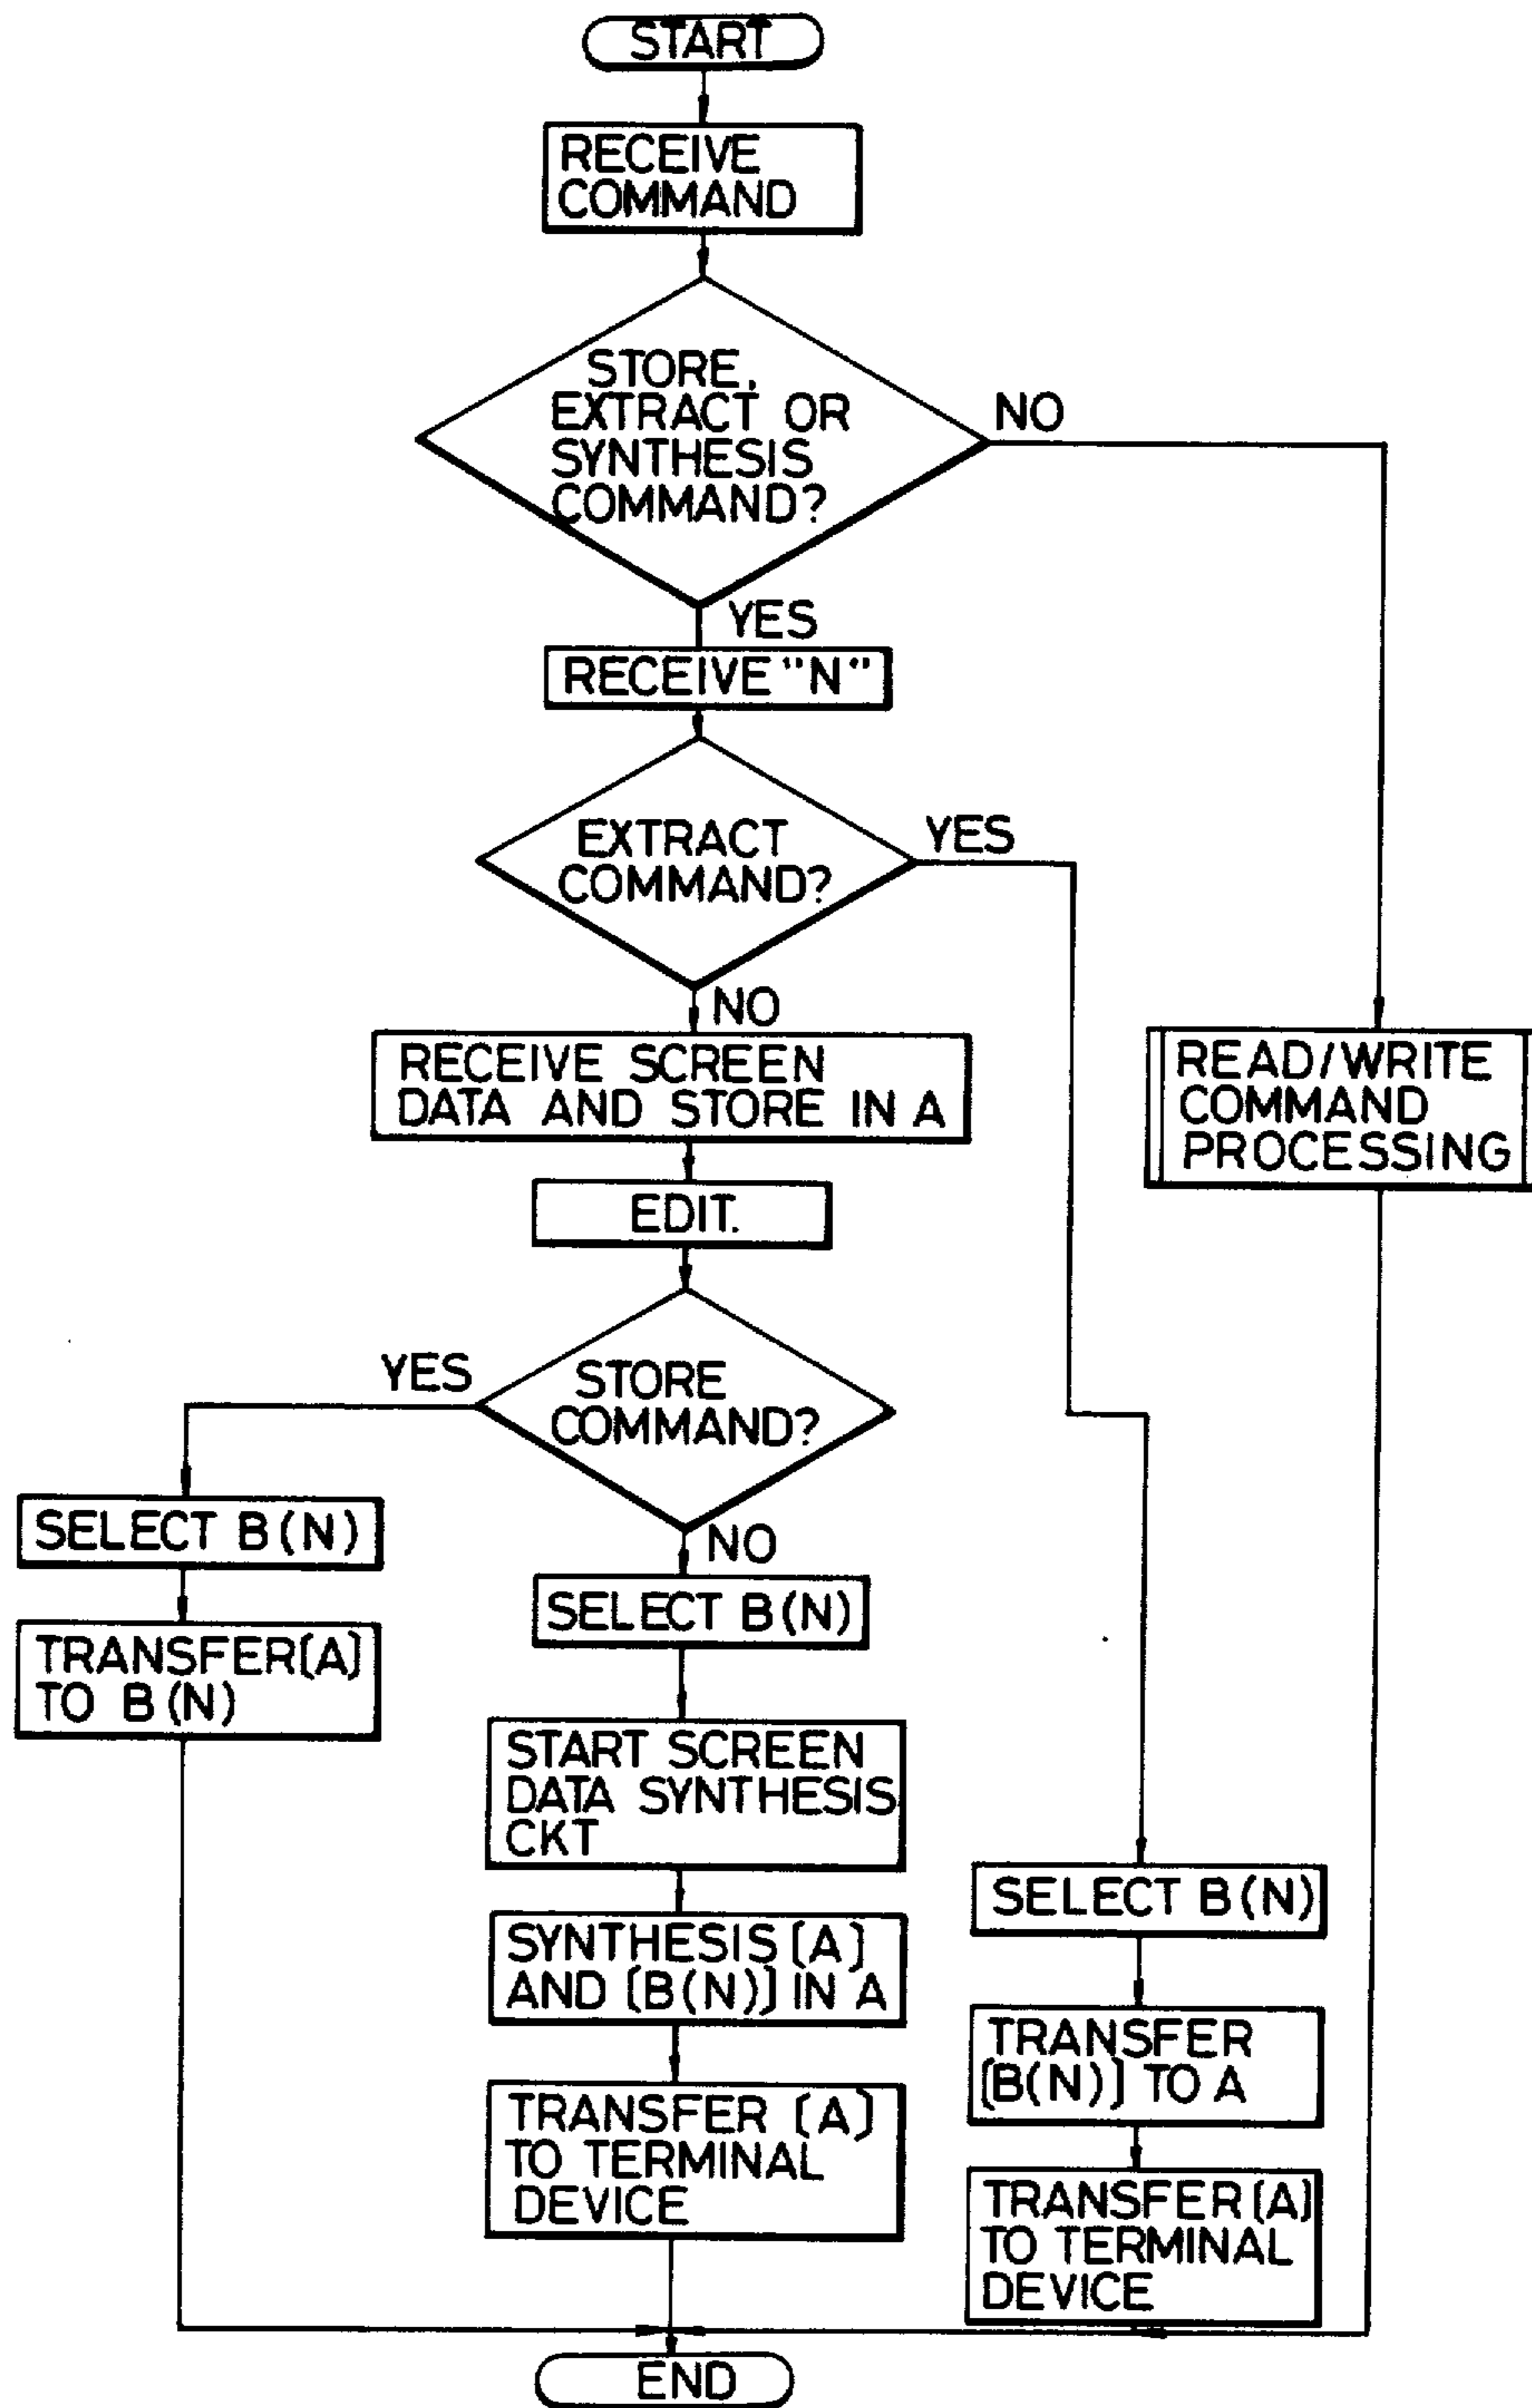 START
RECEIVE
COMMAND
STORE,
EXTRACT OR
SYNTHESIS
COMMAND?
NO
YES
RECEIVE "N"
EXTRACT
COMMAND?
YES
NO
RECEIVE SCREEN
DATA AND STORE IN A
READ/WRITE
COMMAND
PROCESSING
EDIT.
STORE
COMMAND?
YES
NO
SELECT B(N)
TRANSFER[A]
TO B(N)
SELECT B(N)
START SCREEN
DATA SYNTHESIS
CKT
SYNTHESIS [A]
AND [B(N)] IN A
TRANSFER [A]
TO TERMINAL
DEVICE
SELECT B(N)
TRANSFER
[B(N)] TO A
TRANSFER [A]
TO TERMINAL
DEVICE
END